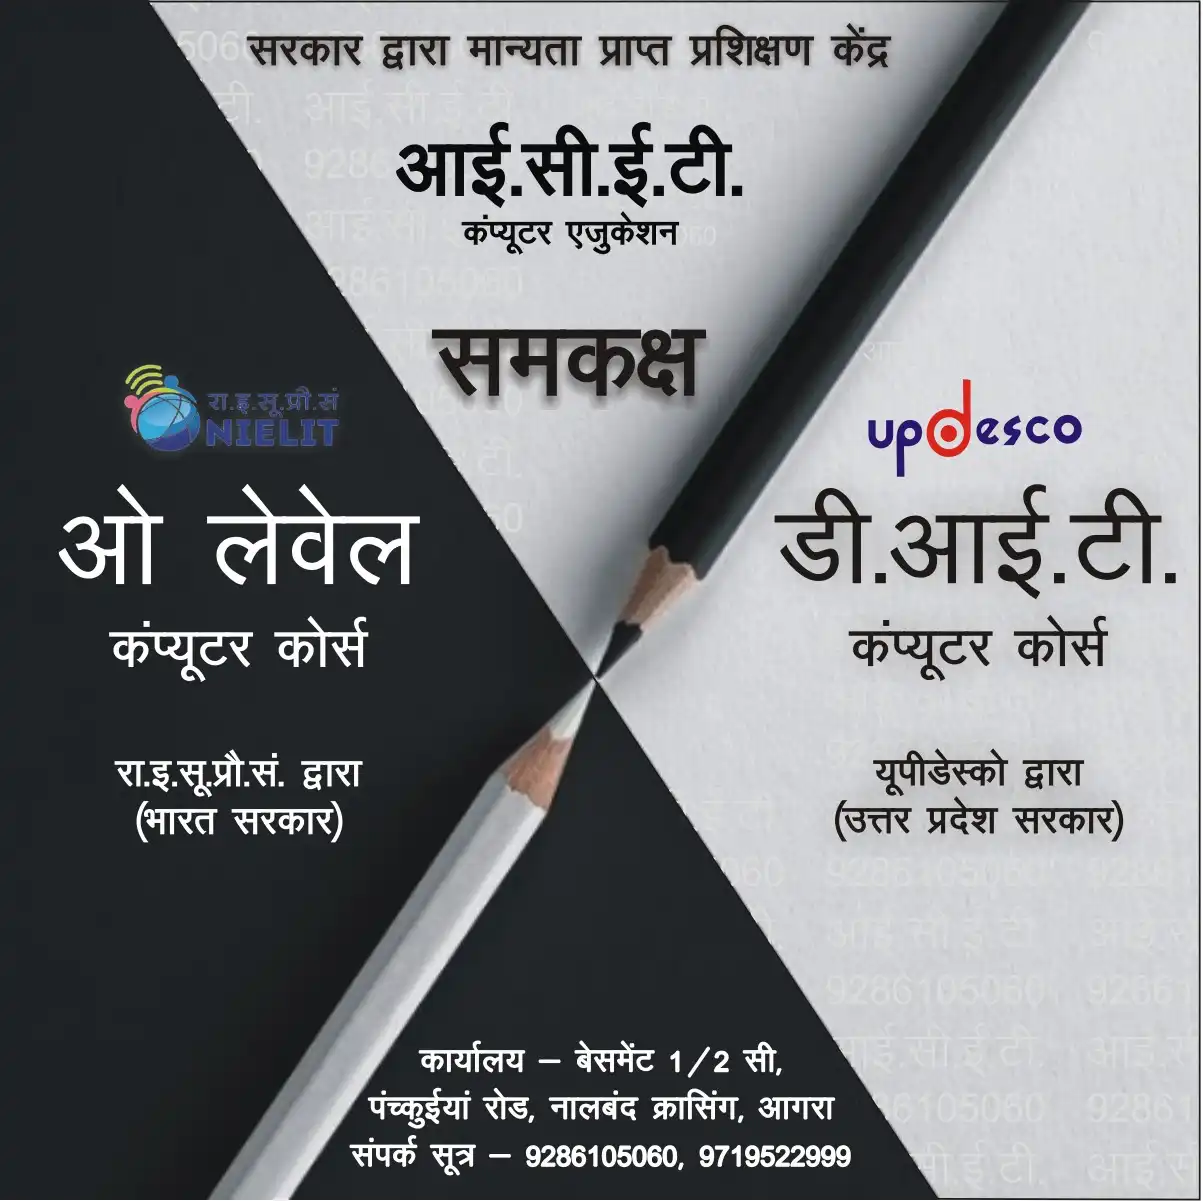 सरकार द्वारा मान्यता प्राप्त प्रशिक्षण केंद्र
आई.सी.ई.टी.
कंप्यूटर एजुकेशन
समकक्ष
रा.इ.सू.प्रौ.सं
NIELIT
ओ लेवेल
कंप्यूटर कोर्स
रा.इ.सू.प्रौ.सं. द्वारा
(भारत सरकार)
updesco
डी.आई.टी.
कंप्यूटर कोर्स
यूपीडेस्को द्वारा
(उत्तर प्रदेश सरकार)
कार्यालय – बेसमेंट 1/2 सी,
पंच्कुईयां रोड, नालबंद क्रासिंग, आगरा
संपर्क सूत्र – 9286105060, 9719522999